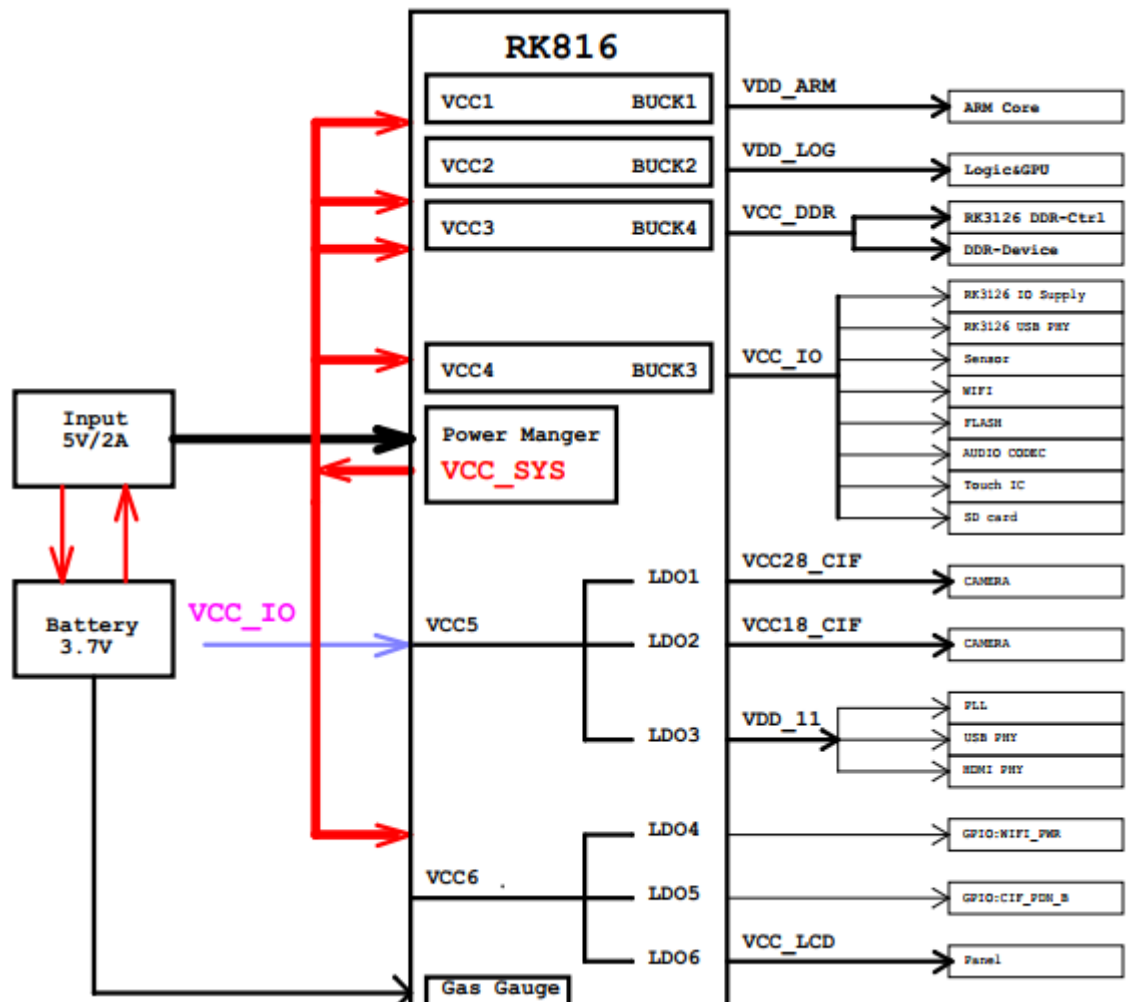 RK816
VCC1 BUCK1
VDD_ARM
ARM Core
VCC2 BUCK2
VDD_LOG
Logic&GPU
VCC3 BUCK4
VCC_DDR
RK3126 DDR-Ctrl
DDR-Device
VCC4 BUCK3
VCC_IO
RK3126 IO Supply
RK3126 USB PHY
Sensor
WIFI
FLASH
AUDIO CODEC
Touch IC
SD card
Input
5V/2A
Power Manger
VCC_SYS
Battery
3.7V
VCC_IO
VCC5
LDO1
VCC28_CIF
CAMERA
LDO2
VCC18_CIF
CAMERA
LDO3
VDD_11
PLL
USB PHY
HDMI PHY
VCC6
LDO4
GPIO:WIFI_PWR
LDO5
GPIO:CIF_PDN_B
LDO6
VCC_LCD
Panel
Gas Gauge